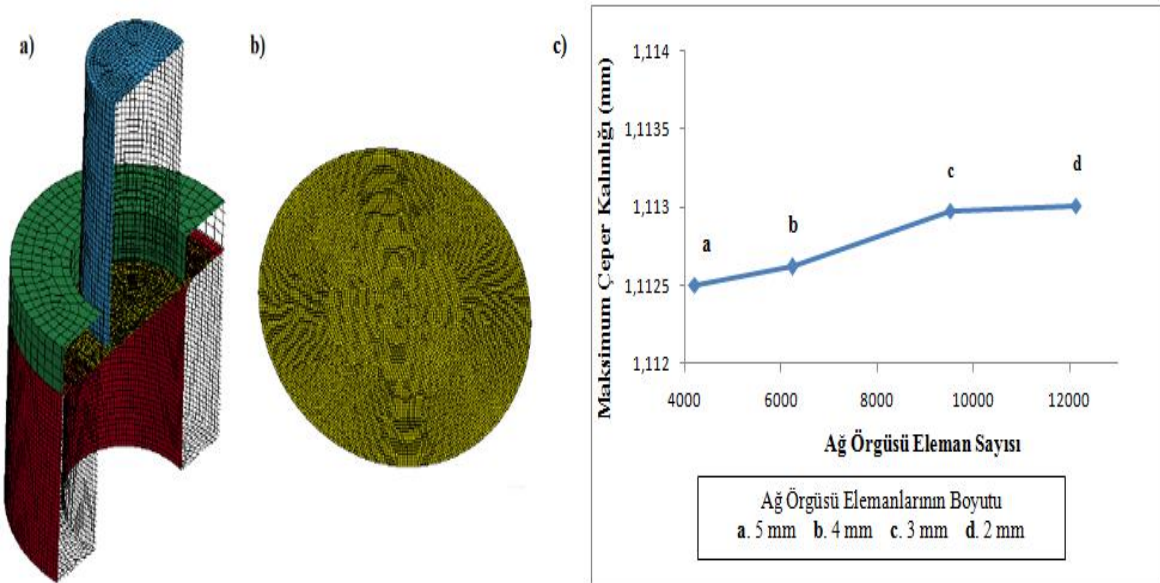 a)
b)
c)
Maksimum Çeper Kalınlığı (mm)
1,114
1,1135
1,113
1,1125
1,112
a
b
c
d
4000
6000
8000
10000
12000
Ağ Örgüsü Eleman Sayısı
Ağ Örgüsü Elemanlarının Boyutu
a. 5 mm b. 4 mm c. 3 mm d. 2 mm